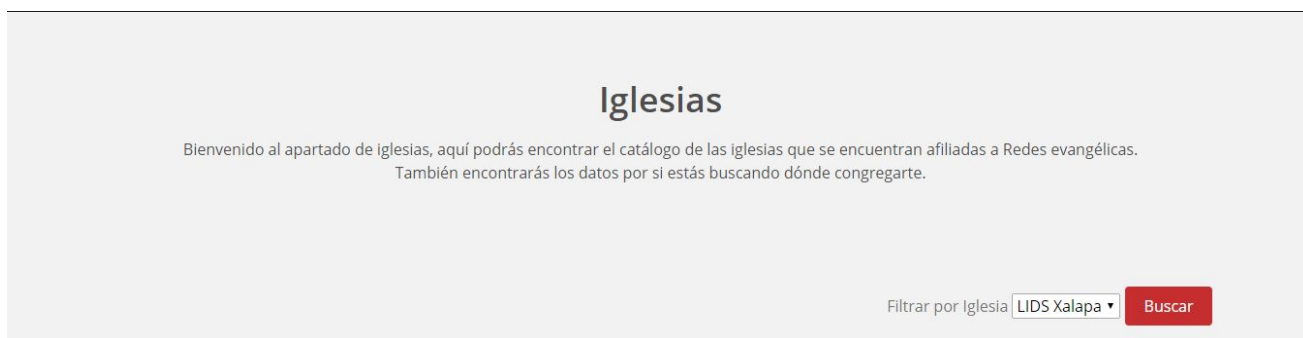 Iglesias
Bienvenido al apartado de iglesias, aquí podrás encontrar el catálogo de las iglesias que se encuentran afiliadas a Redes evangélicas.
También encontrarás los datos por si estás buscando dónde congregarte.
Filtrar por Iglesia LIDS Xalapa Buscar